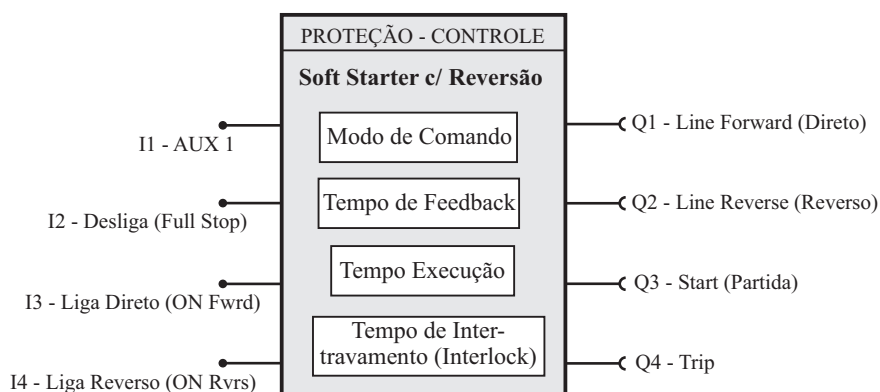 PROTEÇÃO - CONTROLE
Soft Starter c/ Reversão
I1 - AUX 1
Modo de Comando
Q1 - Line Forward (Direto)
I2 - Desliga (Full Stop)
Tempo de Feedback
Q2 - Line Reverse (Reverso)
I3 - Liga Direto (ON Fwrd)
Tempo Execução
Q3 - Start (Partida)
I4 - Liga Reverso (ON Rvrs)
Tempo de Inter-
travamento (Interlock)
Q4 - Trip